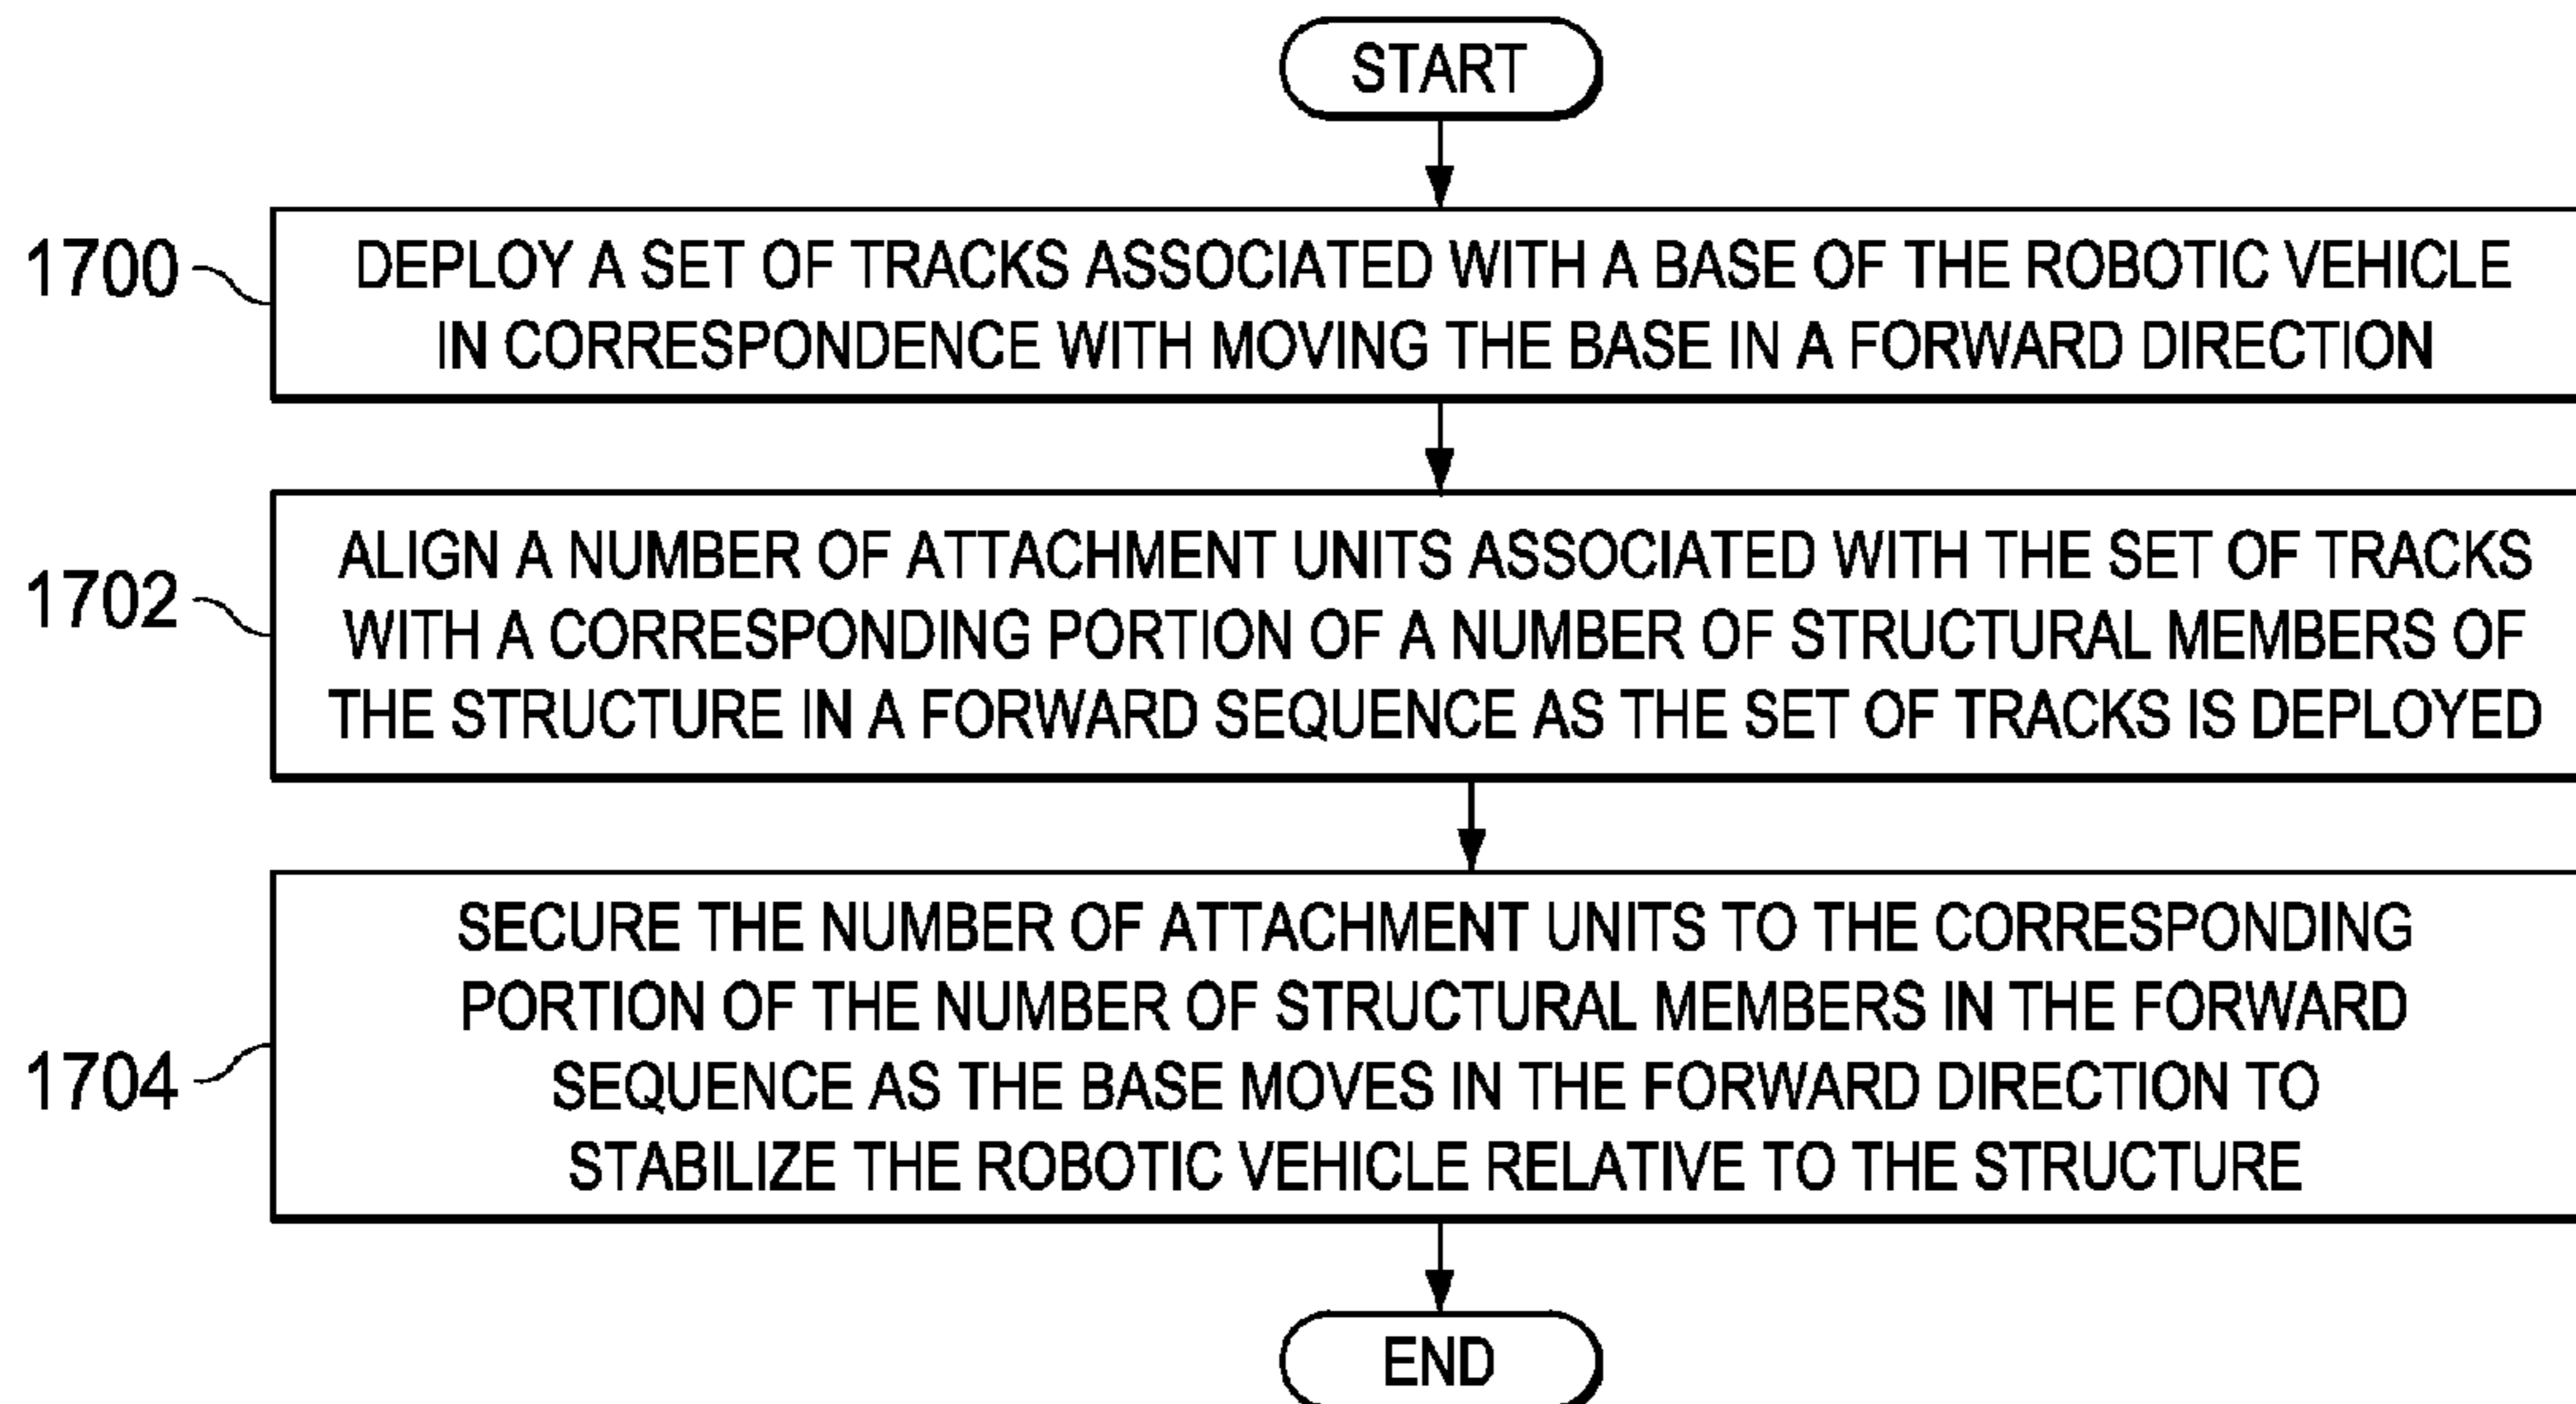 START
1700
DEPLOY A SET OF TRACKS ASSOCIATED WITH A BASE OF THE ROBOTIC VEHICLE
IN CORRESPONDENCE WITH MOVING THE BASE IN A FORWARD DIRECTION
1702
ALIGN A NUMBER OF ATTACHMENT UNITS ASSOCIATED WITH THE SET OF TRACKS
WITH A CORRESPONDING PORTION OF A NUMBER OF STRUCTURAL MEMBERS OF
THE STRUCTURE IN A FORWARD SEQUENCE AS THE SET OF TRACKS IS DEPLOYED
1704
SECURE THE NUMBER OF ATTACHMENT UNITS TO THE CORRESPONDING
PORTION OF THE NUMBER OF STRUCTURAL MEMBERS IN THE FORWARD
SEQUENCE AS THE BASE MOVES IN THE FORWARD DIRECTION TO
STABILIZE THE ROBOTIC VEHICLE RELATIVE TO THE STRUCTURE
END